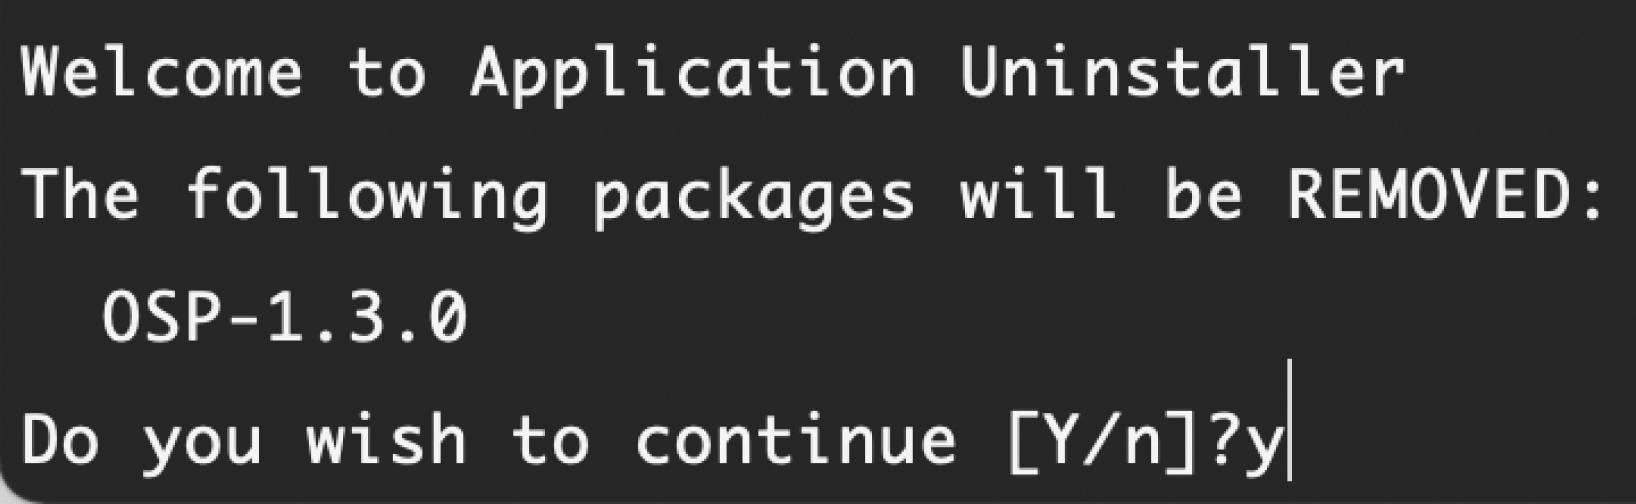 Welcome to Application Uninstaller
The following packages will be REMOVED:
OSP-1.3.0
Do you wish to continue [Y/n]?y